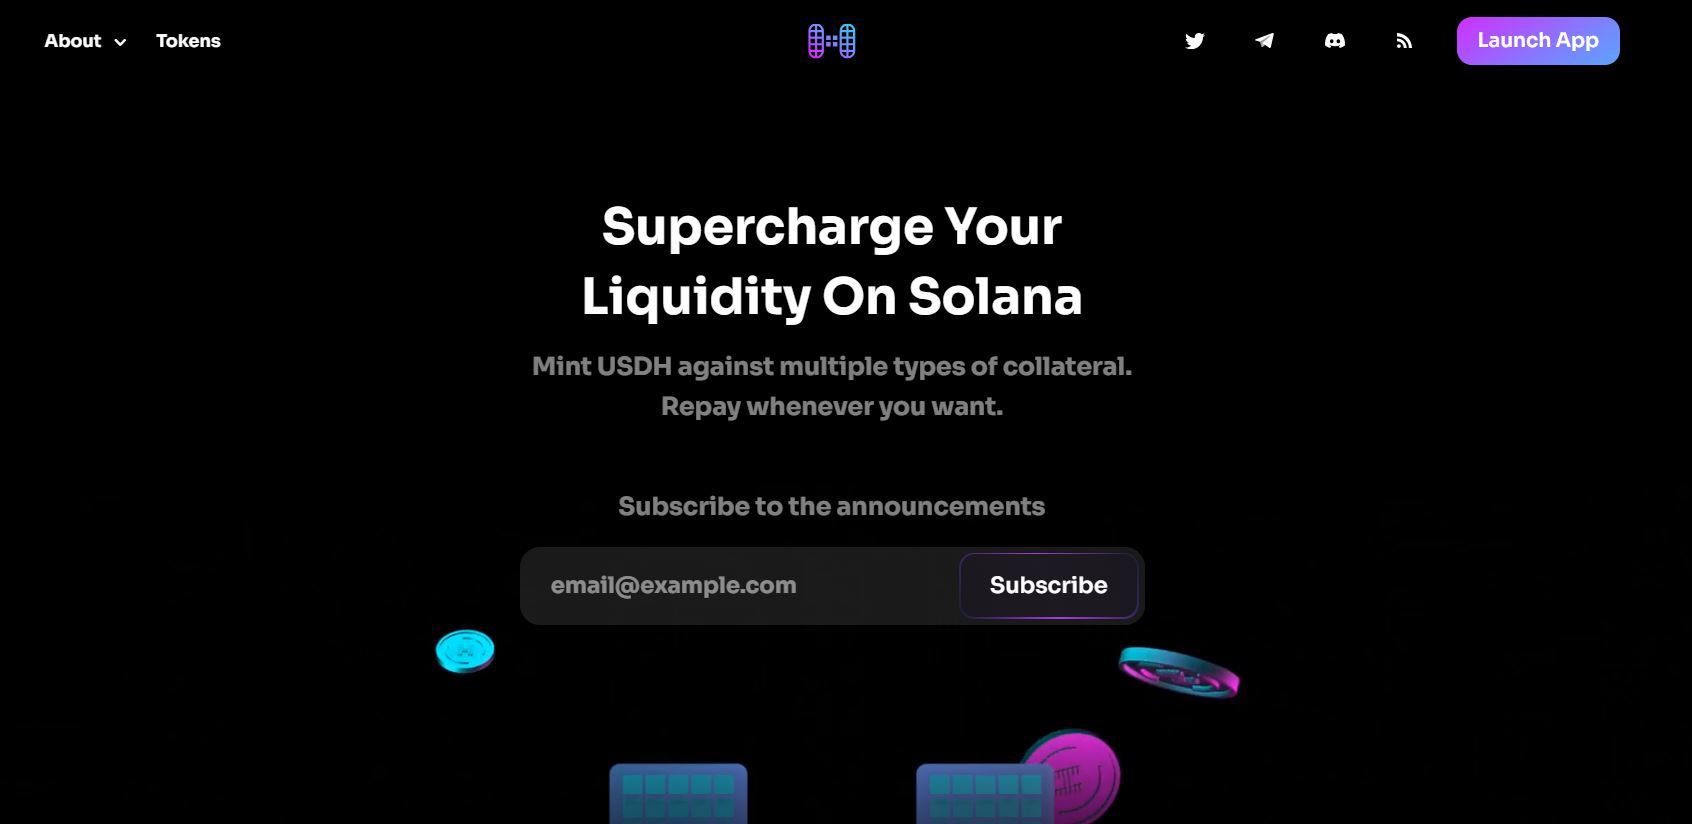 About
Tokens
Launch App
Supercharge Your
Liquidity On Solana
Mint USDH against multiple types of collateral.
Repay whenever you want.
Subscribe to the announcements
email@example.com
Subscribe